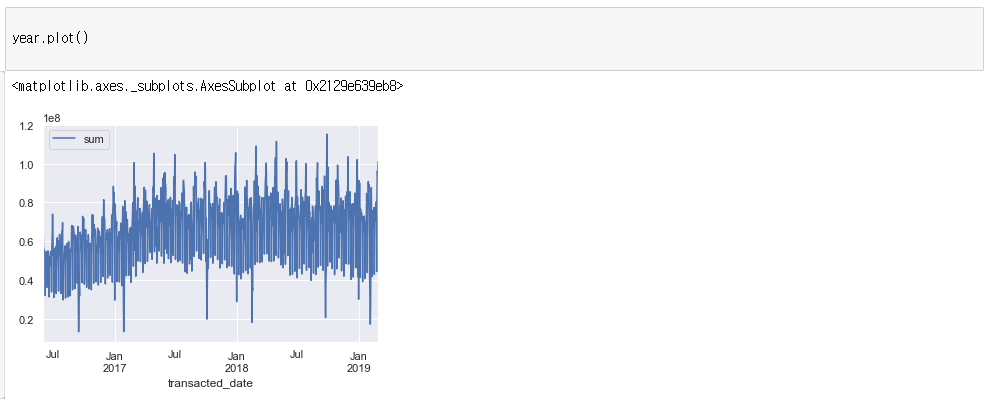 year.plot()
<matplotlib.axes._subplots.AxesSubplot at 0x2129e639eb8>
1e8
1.2
sum
1.0
0.8
0.6
0.4
0.2
Jul Jan Jul Jan Jul Jan
2017 2018 2019
transacted_date